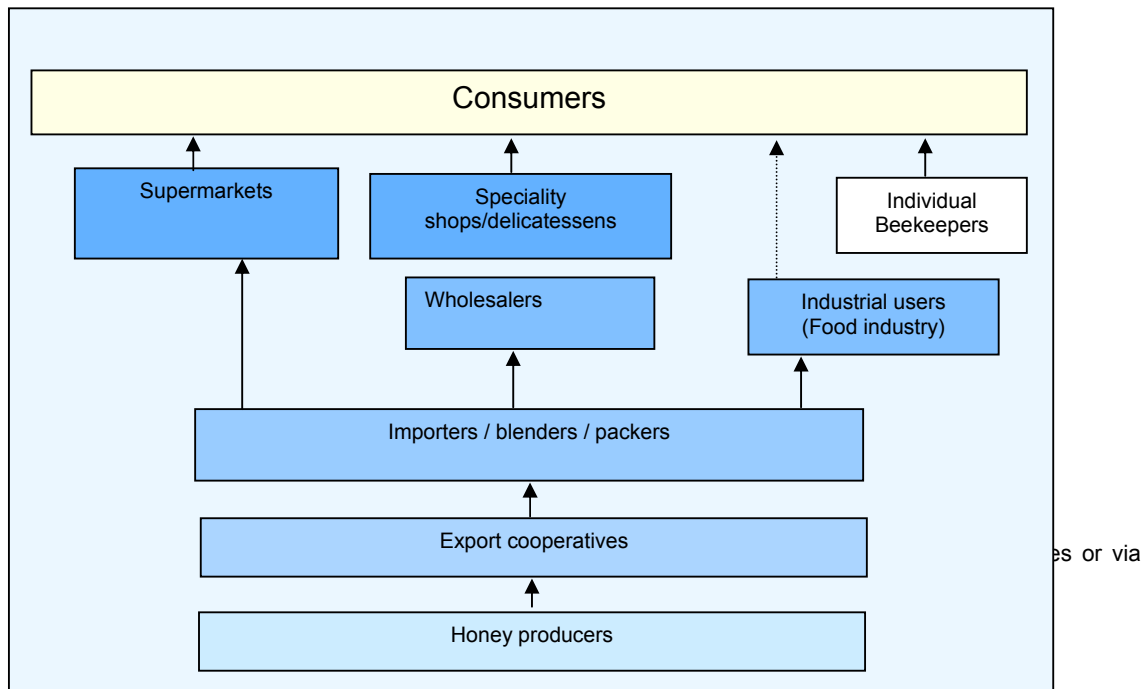 Consumers
Supermarkets
Speciality
shops/delicatessens
Individual
Beekeepers
Wholesalers
Industrial users
(Food industry)
Importers / blenders / packers
Export cooperatives
es or via
Honey producers